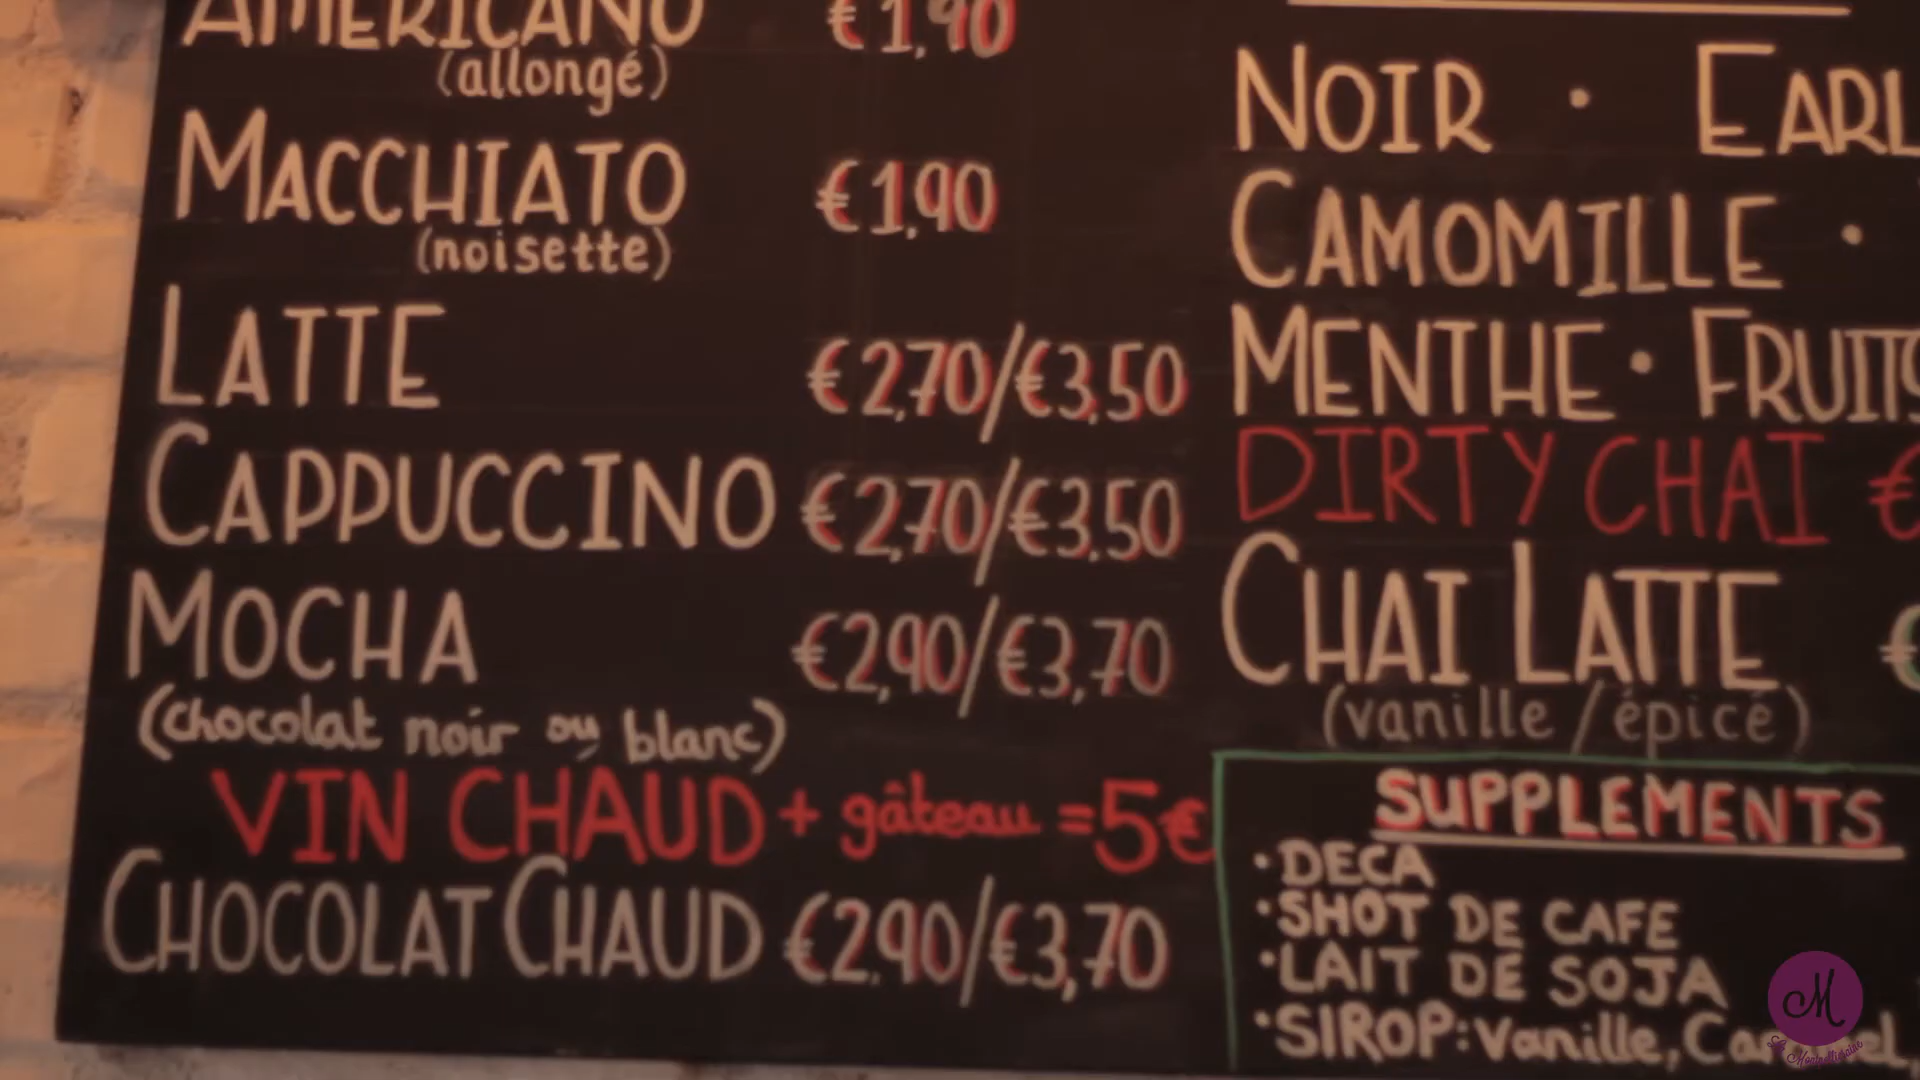 AMERICANO € 1,90
(allongé)
MACCHIATO € 1,90
(noisette)
LATTE € 2,70/€3,50
CAPPUCCINO € 2,70/€3,50
MOCHA € 2,90/€3,70
(chocolat noir ou blanc)
VIN CHAUD + gâteau = 5€
CHOCOLAT CHAUD € 2,90/€3,70
NOIR · EARL
CAMOMILLE ·
MENTHE · FRUITS
DIRTY CHAI €
CHAI LATTE €
(vanille / épicé)
SUPPLEMENTS
· DECA
· SHOT DE CAFE
· LAIT DE SOJA
· SIROP: Vanille,
M